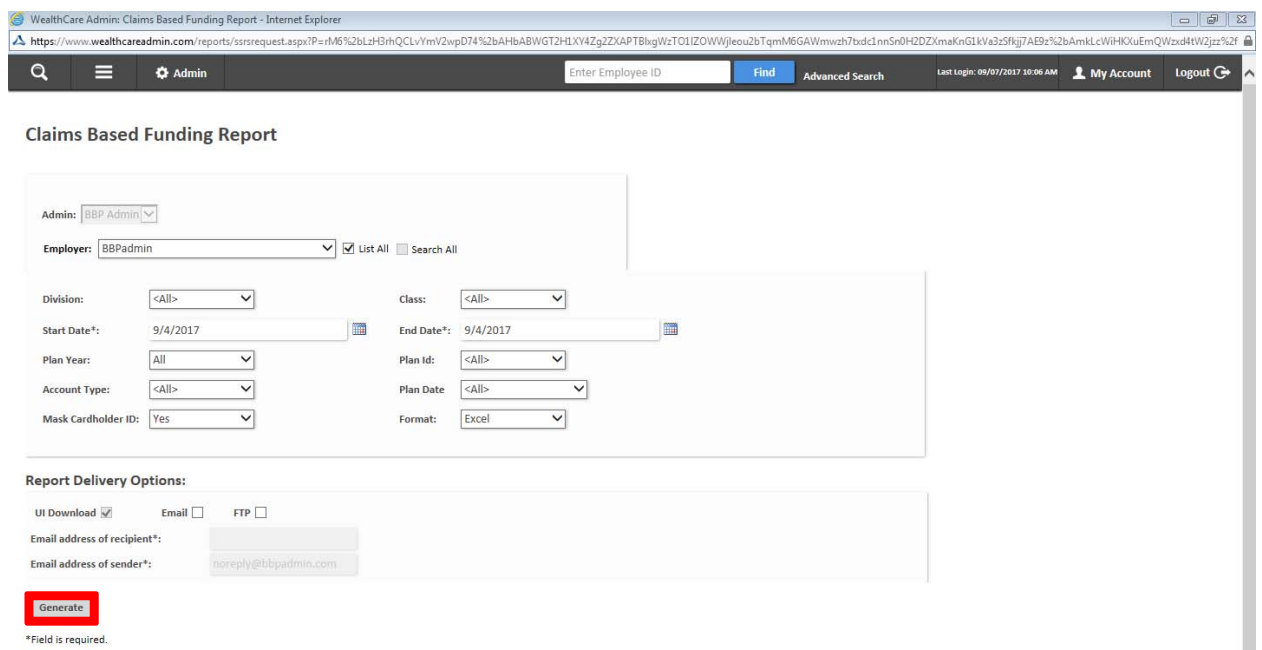 WealthCare Admin: Claims Based Funding Report - Internet Explorer
Admin
Enter Employee ID
Find
Advanced Search
Last Login: 09/07/2017 10:06 AM
My Account
Logout
Claims Based Funding Report
Admin: BBP Admin
Employer: BBPadmin List All Search All
Division: <All> Class: <All>
Start Date*: 9/4/2017 End Date*: 9/4/2017
Plan Year: All Plan Id: <All>
Account Type: <All> Plan Date <All>
Mask Cardholder ID: Yes Format: Excel
Report Delivery Options:
UI Download Email FTP
Email address of recipient*:
Email address of sender*: noreply@bbpadmin.com
Generate
*Field is required.